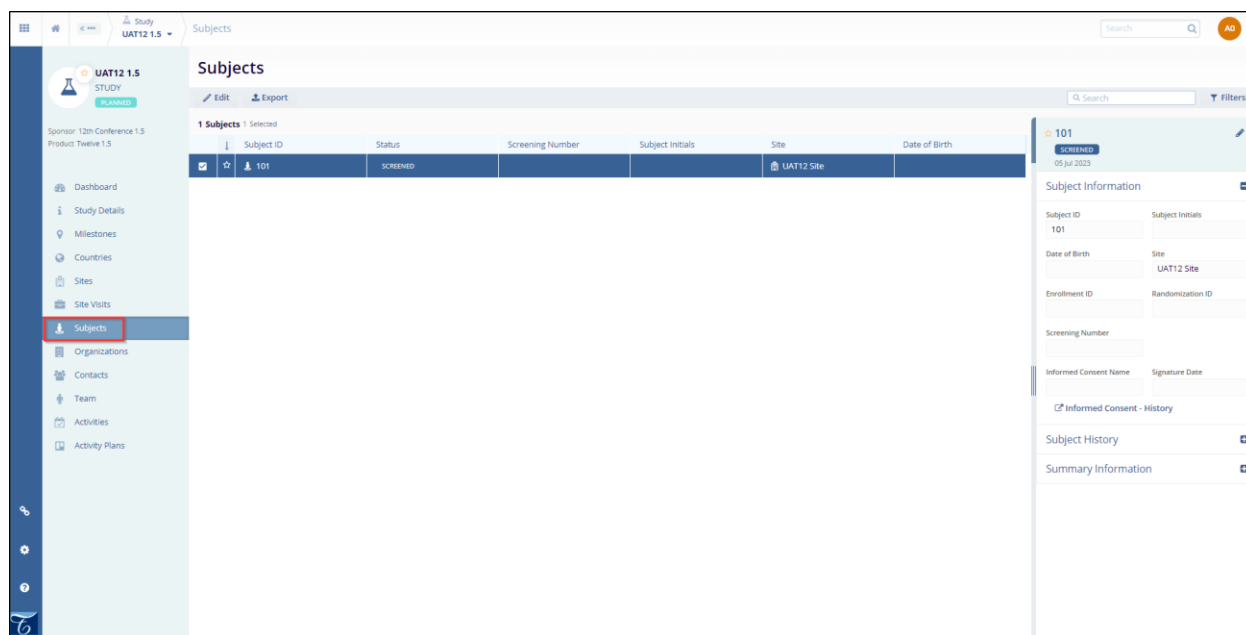 Study
UAT12 1.5
Subjects
Search
A0
UAT12 1.5
STUDY
PLANNED
Sponsor 12th Conference 1.5
Product Twelve 1.5
Dashboard
Study Details
Milestones
Countries
Sites
Site Visits
Subjects
Organizations
Contacts
Team
Activities
Activity Plans
Subjects
Edit Export
Search
Filters
1 Subjects 1 Selected
Subject ID Status Screening Number Subject Initials Site Date of Birth
101 SCREENED UAT12 Site
101
SCREENED
05 Jul 2023
Subject Information
Subject ID Subject Initials
101
Date of Birth Site
UAT12 Site
Enrollment ID Randomization ID
Screening Number
Informed Consent Name Signature Date
Informed Consent - History
Subject History
Summary Information